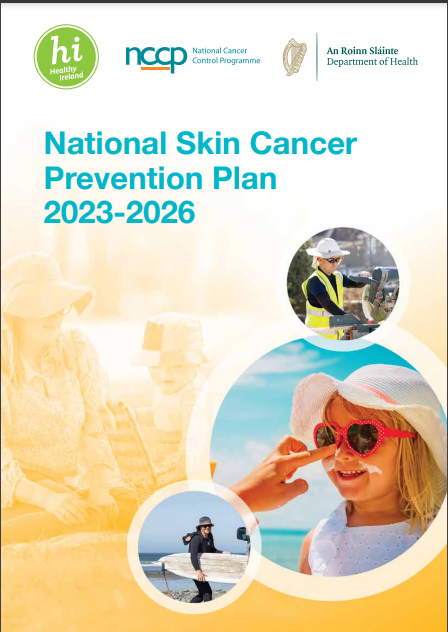 hi
Healthy
Ireland
nccp
National Cancer
Control Programme
An Roinn Sláinte
Department of Health
National Skin Cancer
Prevention Plan
2023-2026